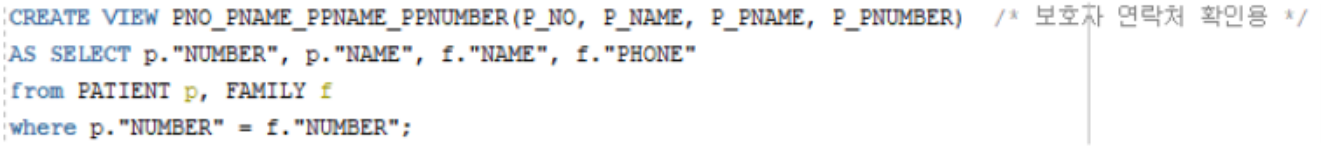 CREATE VIEW PNO_PNAME_PPNAME_PPNUMBER(P_NO, P_NAME, P_PNAME, P_PNUMBER)  /* 보호자 연락처 확인용 */
AS SELECT p."NUMBER", p."NAME", f."NAME", f."PHONE"
from PATIENT p, FAMILY f
where p."NUMBER" = f."NUMBER";